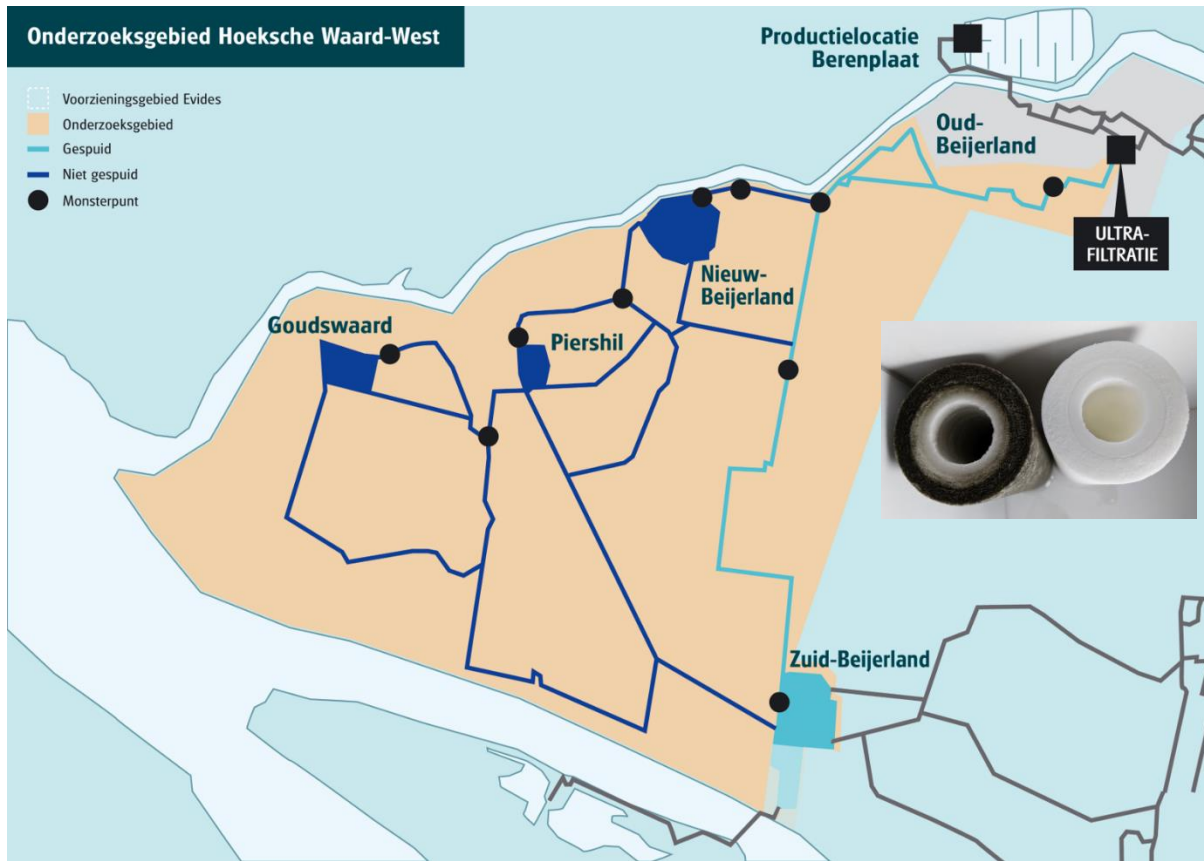 Onderzoeksgebied Hoeksche Waard-West
Voorzieningsgebied Evides
Onderzoeksgebied
Gespuid
Niet gespuid
Monsterpunt
Productielocatie
Berenplaat
Oud-
Beijerland
ULTRA-
FILTRATIE
Nieuw-
Beijerland
Goudswaard
Piershil
Zuid-Beijerland